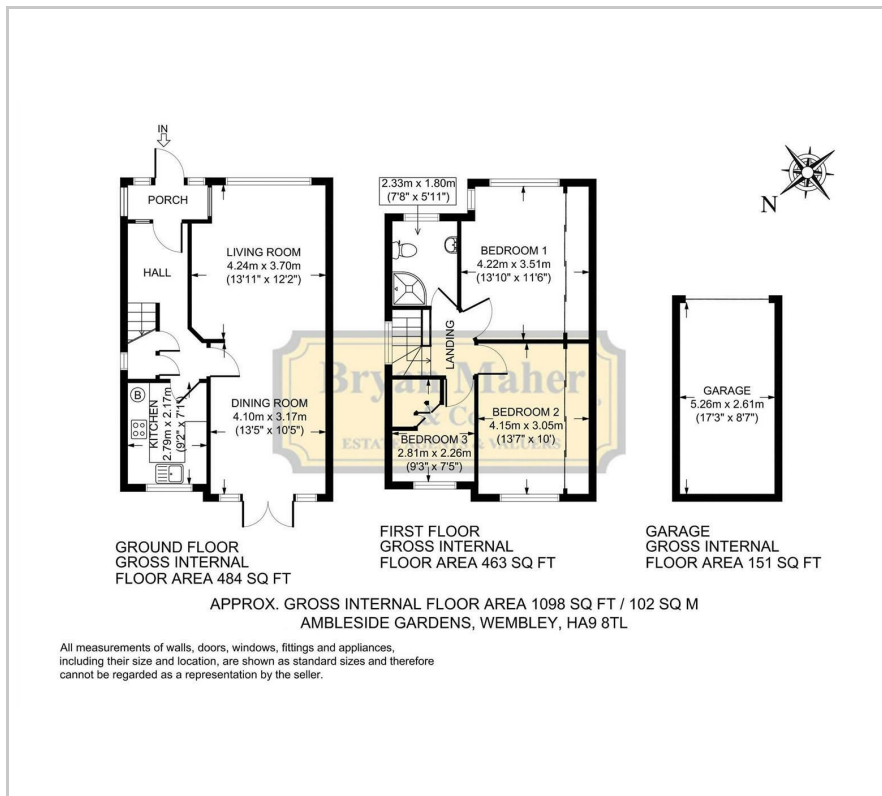 IN
PORCH
HALL
LIVING ROOM
4.24m x 3.70m
(13'11" x 12'2")
DINING ROOM
4.10m x 3.17m
(13'5" x 10'5")
B
KITCHEN
2.79m x 2.17m
(9'2" x 7'1")
GROUND FLOOR
GROSS INTERNAL
FLOOR AREA 484 SQ FT
2.33m x 1.80m
(7'8" x 5'11")
BEDROOM 1
4.22m x 3.51m
(13'10" x 11'6")
LANDING
BEDROOM 2
4.15m x 3.05m
(13'7" x 10')
BEDROOM 3
2.81m x 2.26m
(9'3" x 7'5")
FIRST FLOOR
GROSS INTERNAL
FLOOR AREA 463 SQ FT
N
GARAGE
5.26m x 2.61m
(17'3" x 8'7")
GARAGE
GROSS INTERNAL
FLOOR AREA 151 SQ FT
Bryan Maher
& Co
ESTATE AGENTS & VALUERS
APPROX. GROSS INTERNAL FLOOR AREA 1098 SQ FT / 102 SQ M
AMBLESIDE GARDENS, WEMBLEY, HA9 8TL
All measurements of walls, doors, windows, fittings and appliances,
including their size and location, are shown as standard sizes and therefore
cannot be regarded as a representation by the seller.